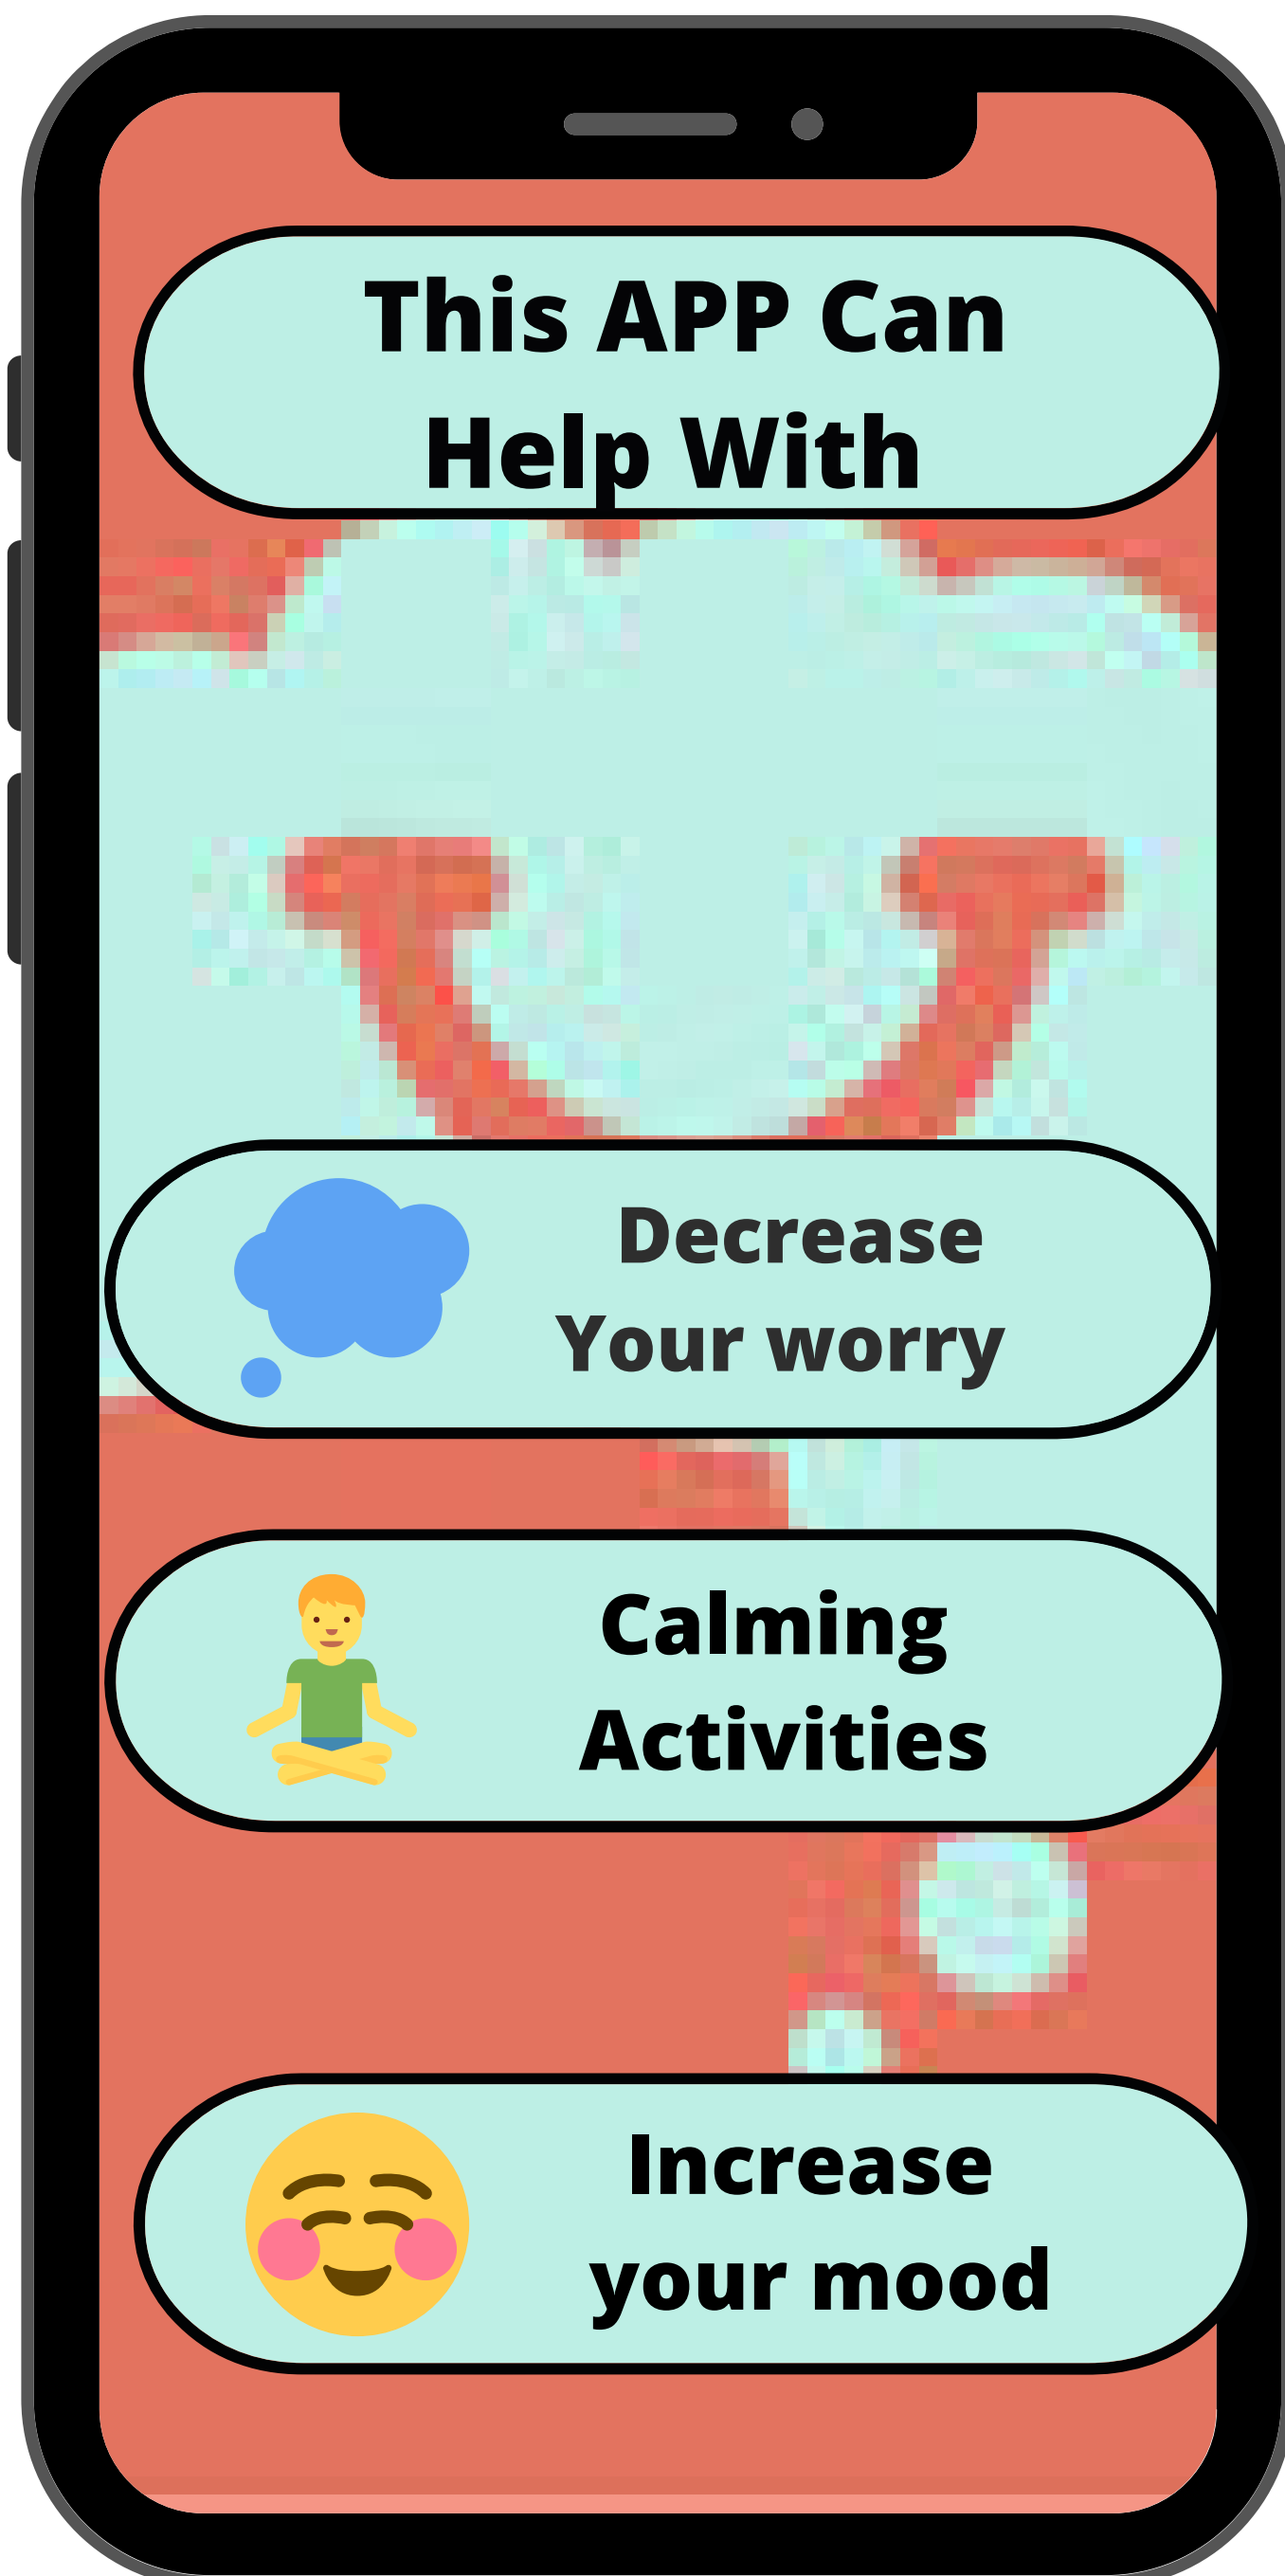 This APP Can
Help With
Decrease
Your worry
Calming
Activities
Increase
your mood